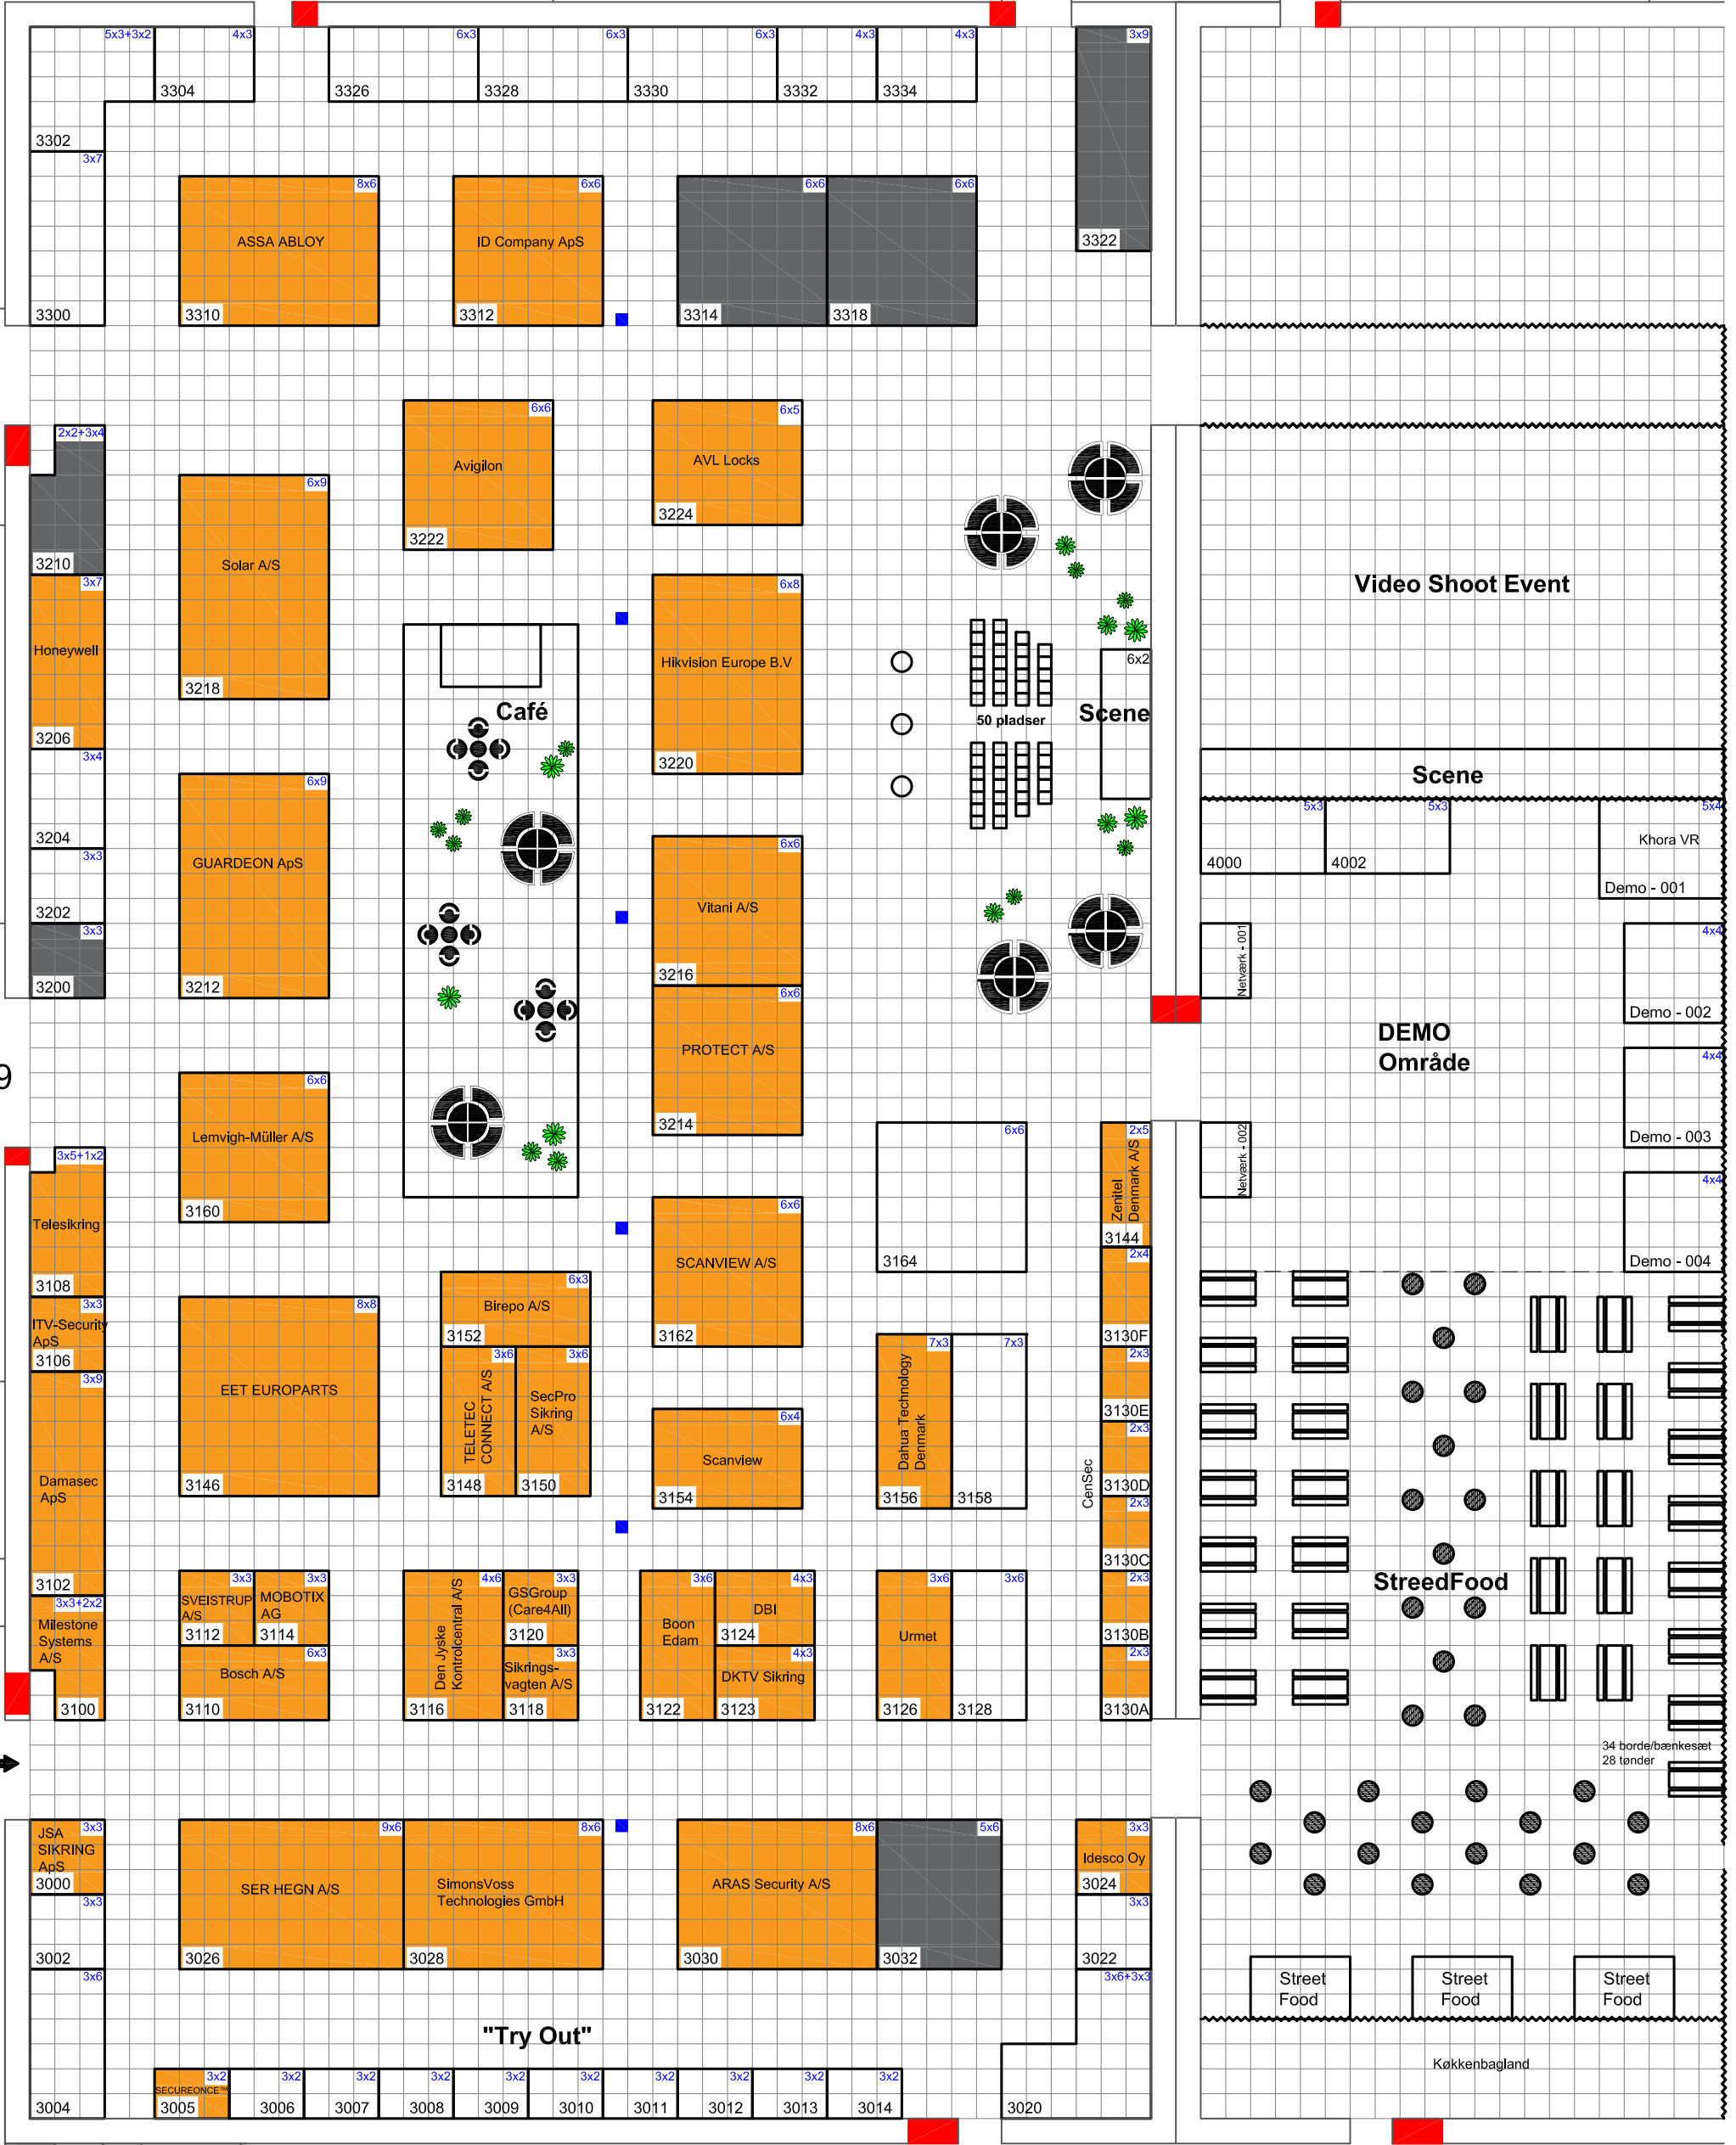 5x3+3x2
4x3
6x3
6x3
6x3
4x3
4x3
3x9
3304
3326
3328
3330
3332
3334
3302
3x7
8x6
6x6
6x6
6x6
ASSA ABLOY
ID Company ApS
3322
3300
3310
3312
3314
3318
6x6
6x5
2x2+3x4
Avigilon
AVL Locks
6x9
3224
3222
Solar A/S
3210
3x7
6x8
Video Shoot Event
Honeywell
Hikvision Europe B.V
6x2
3218
Café
50 pladser
Scene
3206
3x4
3220
Scene
6x9
5x3
5x3
5x4
3204
3x3
GUARDEON ApS
6x6
4000
4002
Khora VR
Demo - 001
3202
3x3
Vitani A/S
Netværk - 001
4x4
3200
3212
3216
6x6
Demo - 002
DEMO
Område
PROTECT A/S
4x4
9
6x6
3214
Lemvigh-Müller A/S
6x6
2x5
Netværk - 002
Demo - 003
3x5+1x2
4x4
Zenitel
Denmark A/S
3160
6x6
Telesikring
3144
2x4
SCANVIEW A/S
3164
Demo - 004
3108
3x3
8x8
6x3
Birepo A/S
ITV-Security
ApS
3152
3162
3130F
3106
3x9
3x6
3x6
7x3
7x3
2x3
EET EUROPARTS
TELETEC
CONNECT A/S
SecPro
Sikring
A/S
6x4
Dahua Technology
Denmark
3130E
2x3
Scanview
CenSec
Damasec
ApS
3146
3148
3150
3154
3156
3158
3130D
2x3
3130C
3102
3x3
3x3
4x6
3x3
3x6
4x3
3x6
3x6
2x3
StreedFood
3x3+2x2
SVEISTRUP
A/S
MOBOTIX
AG
Den Jyske
Kontrolcentral A/S
GSGroup
(Care4All)
DBI
Milestone
Systems
A/S
3112
3114
3120
Boon
Edam
3124
Urmet
3130B
6x3
3x3
4x3
2x3
Bosch A/S
Sikrings-
vagten A/S
DKTV Sikring
3100
3110
3116
3118
3122
3123
3126
3128
3130A
34 borde/bænkesæt
28 tønder
JSA
SIKRING
ApS
3x3
9x6
8x6
8x6
5x6
3x3
3000
SER HEGN A/S
SimonsVoss
Technologies GmbH
ARAS Security A/S
Idesco Oy
3024
3x3
3x3
3002
3026
3028
3030
3032
3022
3x6
3x6+3x3
Street
Food
Street
Food
Street
Food
"Try Out"
Køkkenbagland
3x2
3x2
3x2
3x2
3x2
3x2
3x2
3x2
3x2
3x2
SECUREONCE™
3004
3005
3006
3007
3008
3009
3010
3011
3012
3013
3014
3020